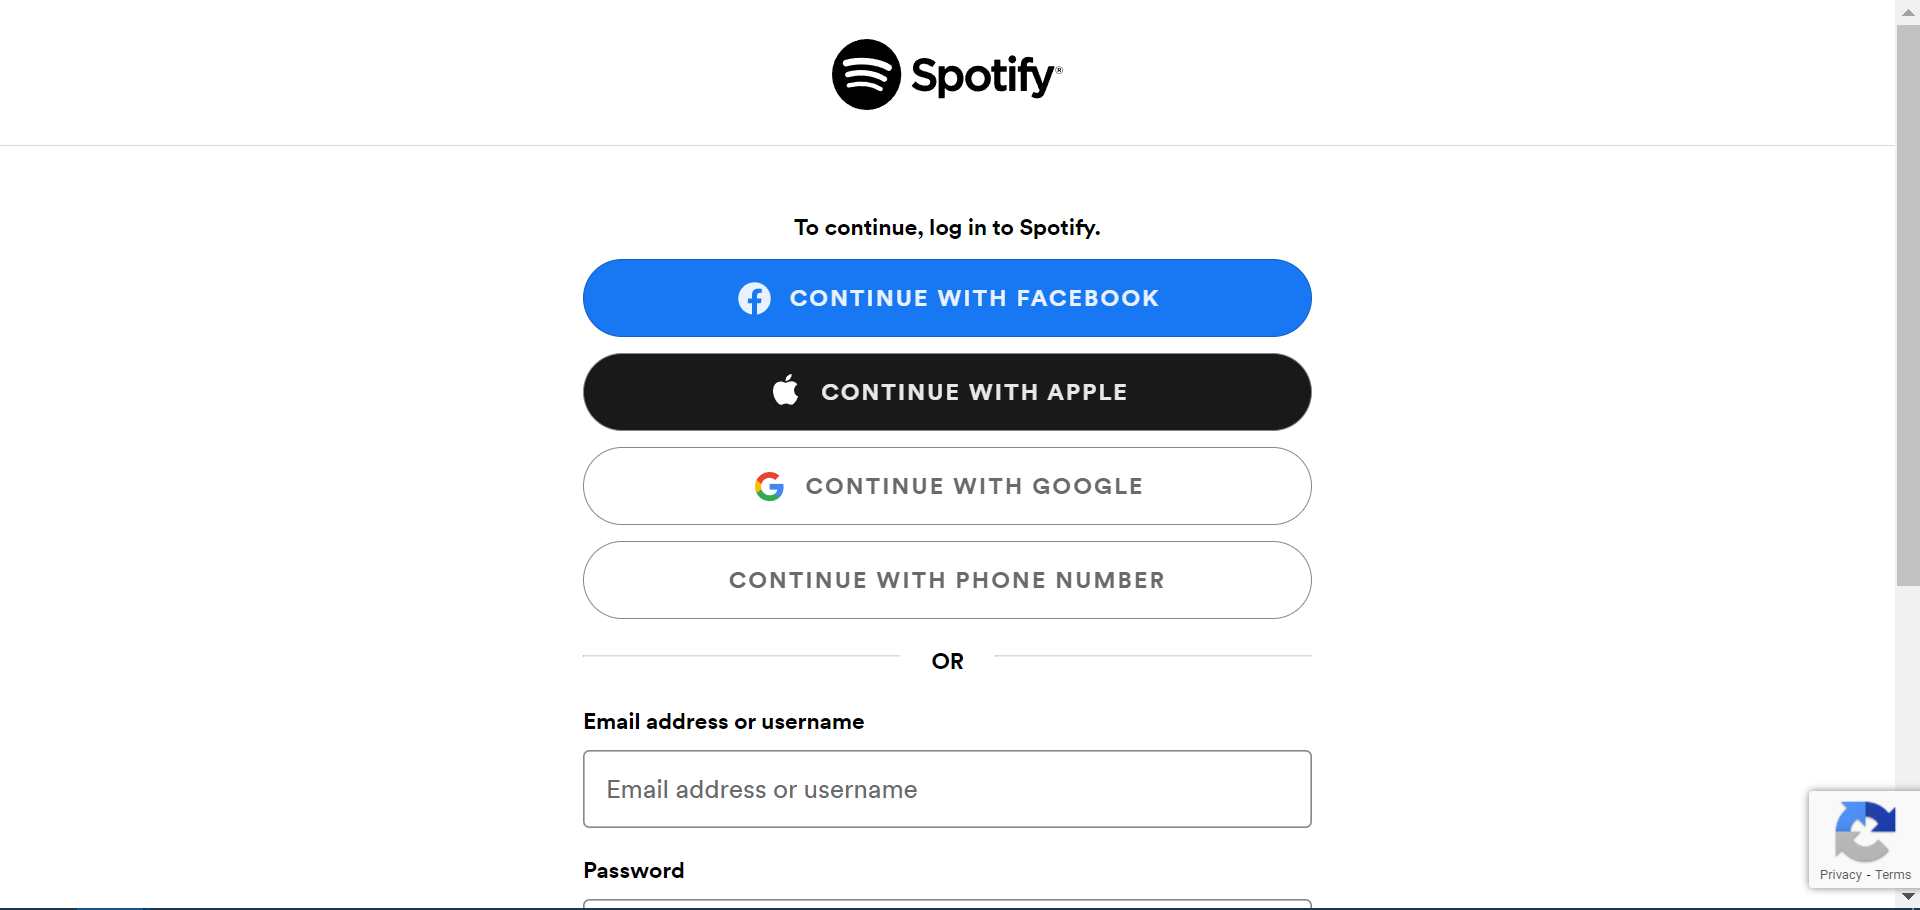 Spotify®
To continue, log in to Spotify.
CONTINUE WITH FACEBOOK
CONTINUE WITH APPLE
CONTINUE WITH GOOGLE
CONTINUE WITH PHONE NUMBER
OR
Email address or username
Email address or username
Password
Privacy - Terms